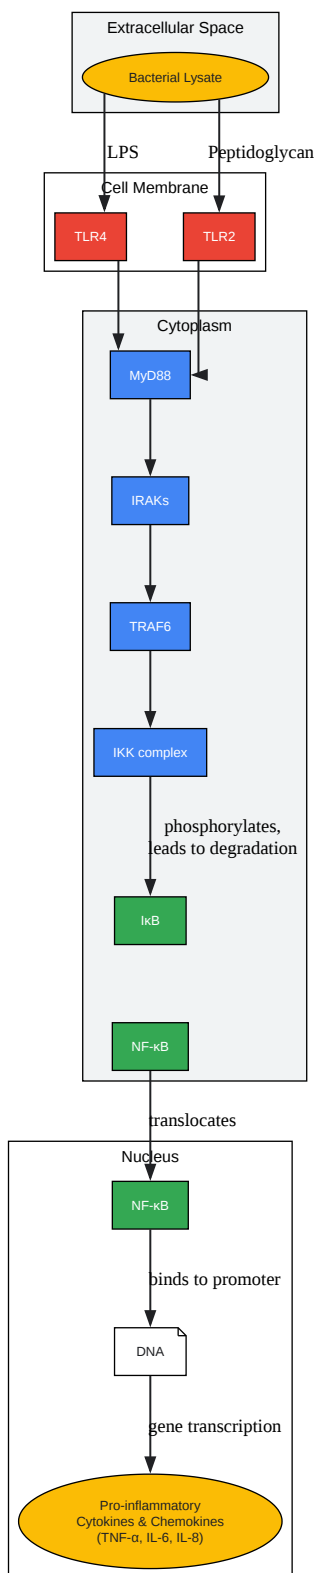 Extracellular Space
Bacterial Lysate
LPS
Peptidoglycan
Cell Membrane
TLR4
TLR2
Cytoplasm
MyD88
IRAKs
TRAF6
IKK complex
phosphorylates,
leads to degradation
IκB
NF-κB
translocates
Nucleus
NF-κB
binds to promoter
DNA
gene transcription
Pro-inflammatory
Cytokines & Chemokines
(TNF-α, IL-6, IL-8)